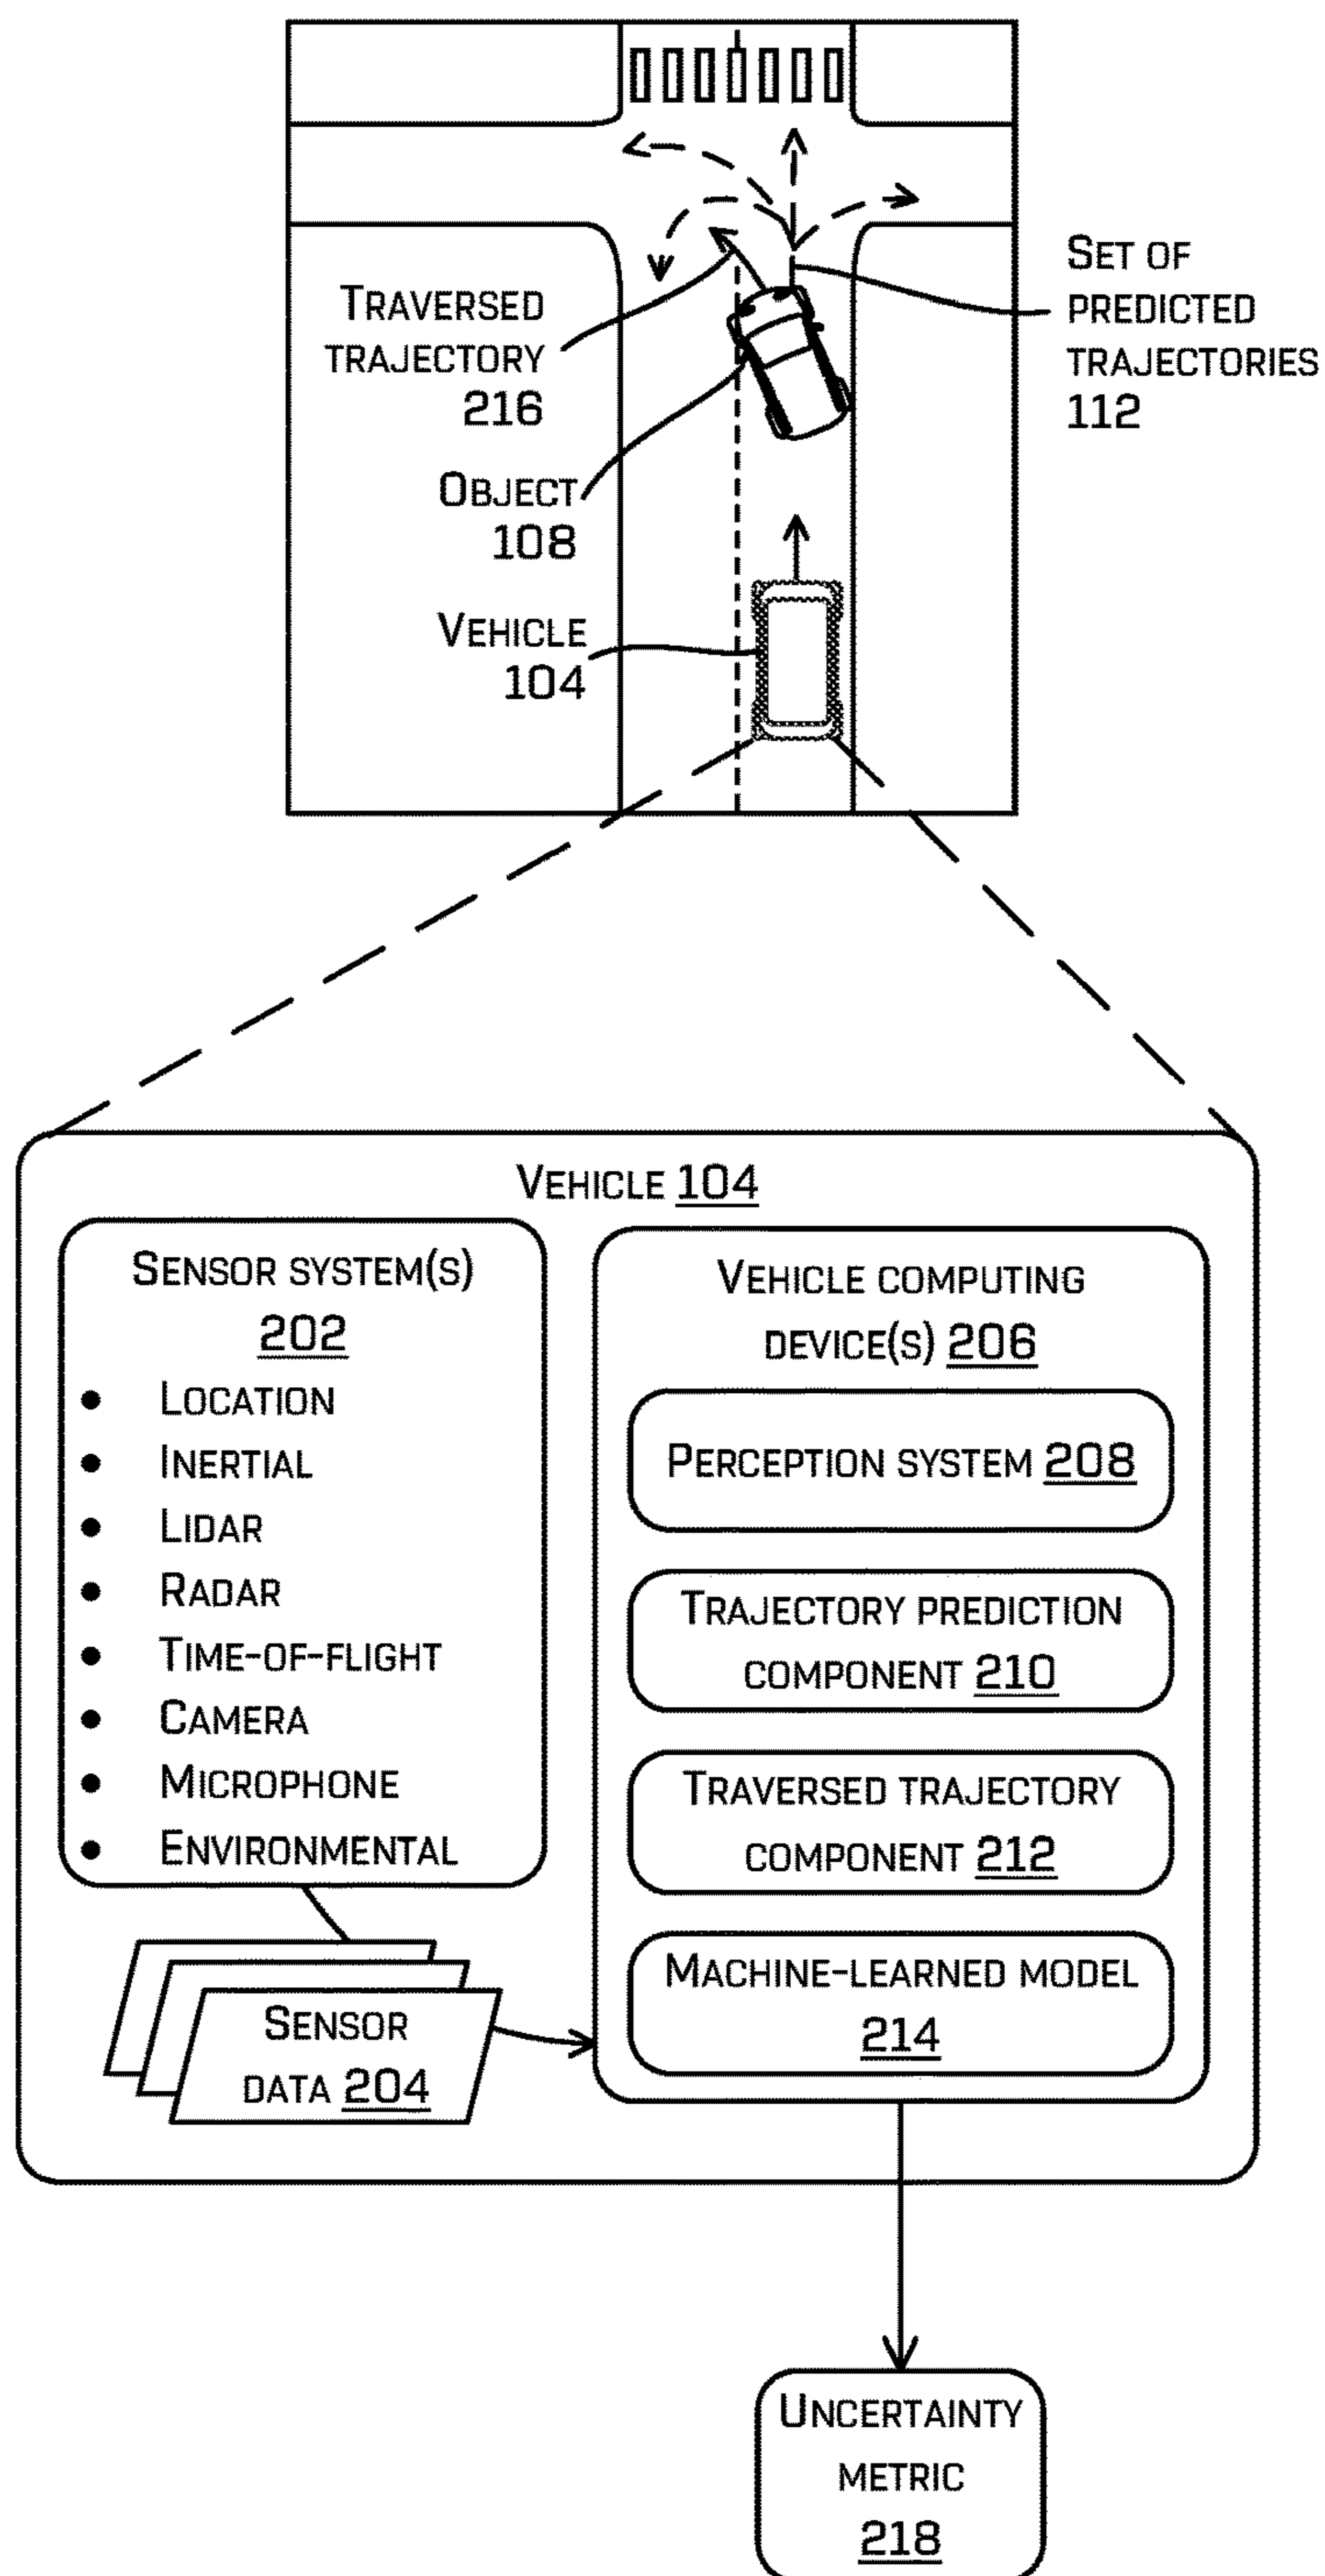 Set of
predicted
trajectories
112
Traversed
trajectory
216
Object
108
Vehicle
104
Vehicle 104
Sensor system(s)
202
• Location
• Inertial
• Lidar
• Radar
• Time-of-flight
• Camera
• Microphone
• Environmental
Sensor
data 204
Vehicle computing
device(s) 206
Perception system 208
Trajectory prediction
component 210
Traversed trajectory
component 212
Machine-learned model
214
Uncertainty
metric
218